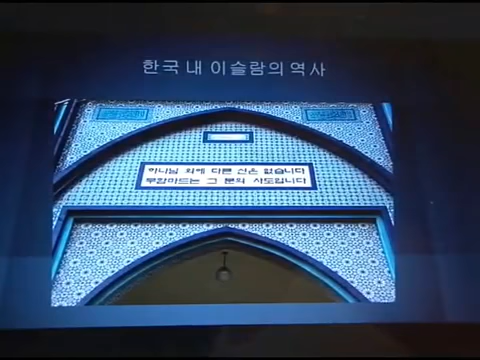 한국 내 이슬람의 역사
하나님 외에 다른 신은 없습니다
무함마드는 그 분의 사도입니다